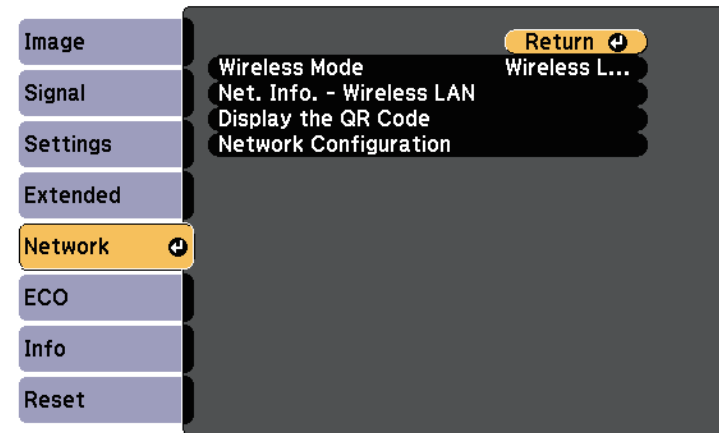 Image
Signal
Settings
Extended
Network
ECO
Info
Reset
Return
Wireless Mode Wireless L...
Net. Info. - Wireless LAN
Display the QR Code
Network Configuration